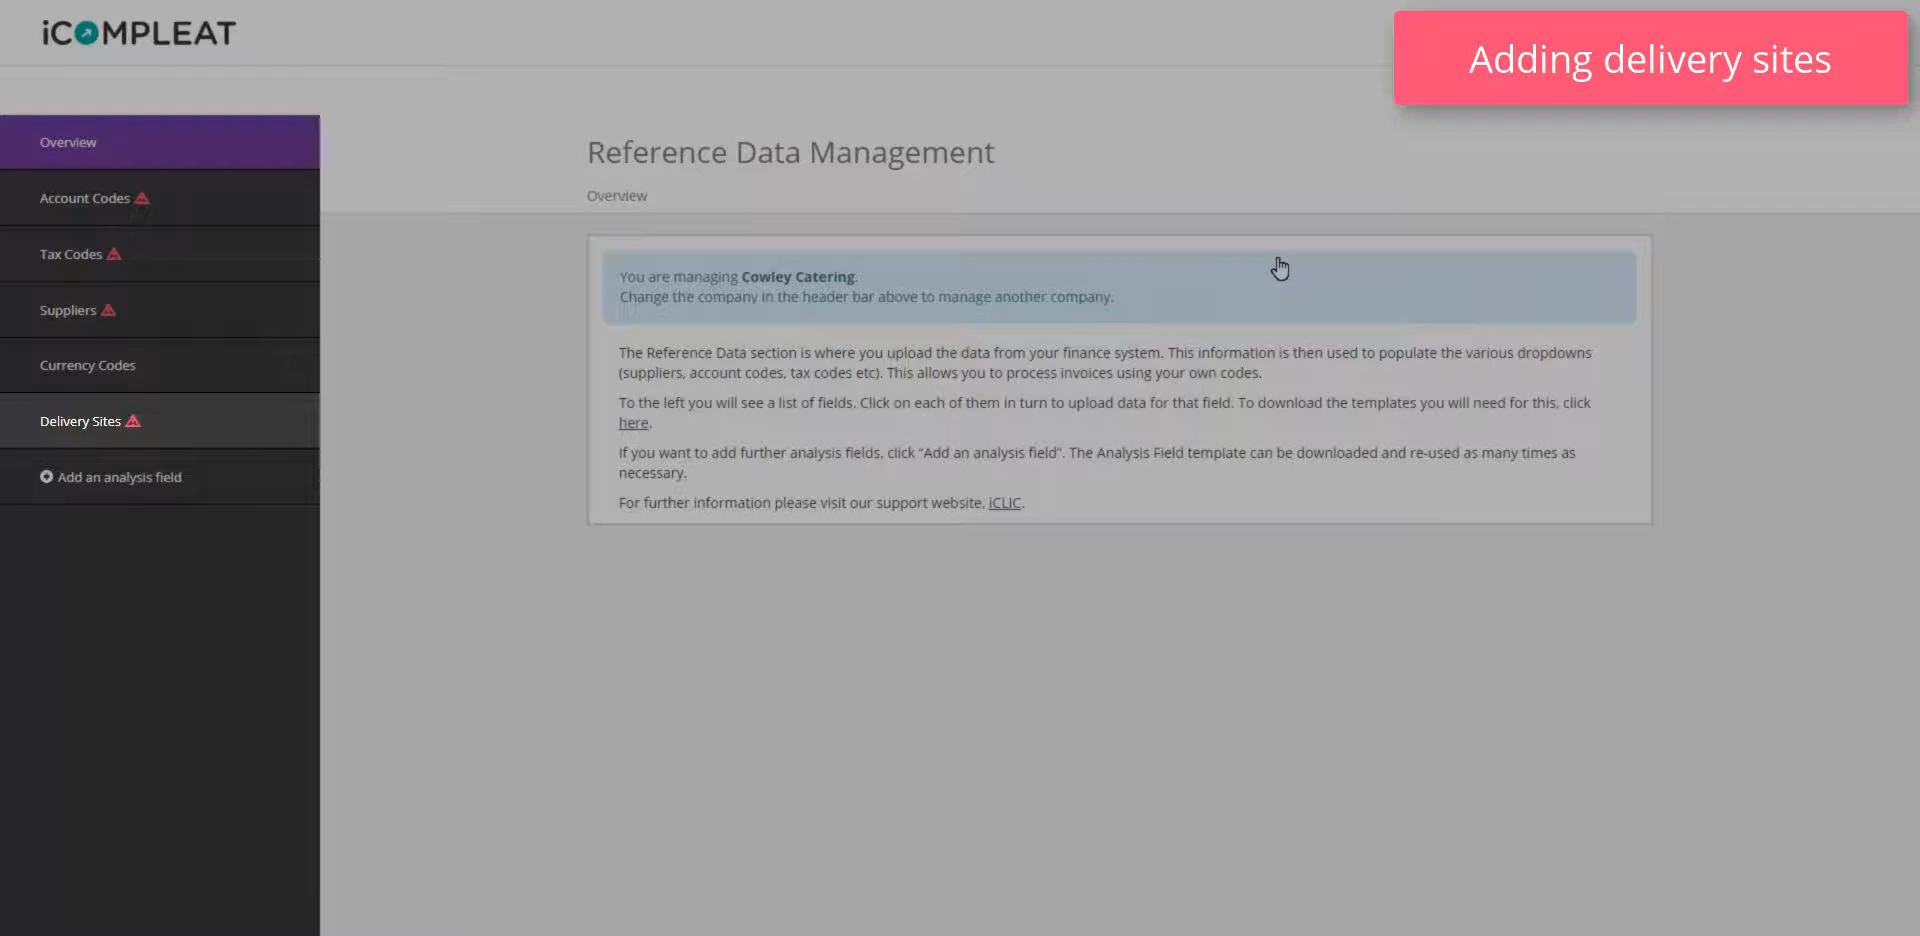 iCOMPLEAT
Adding delivery sites
Overview
Account Codes
Tax Codes
Suppliers
Currency Codes
Delivery Sites
Add an analysis field
Reference Data Management
Overview
You are managing Cowley Catering.
Change the company in the header bar above to manage another company.
The Reference Data section is where you upload the data from your finance system. This information is then used to populate the various dropdowns
(suppliers, account codes, tax codes etc). This allows you to process invoices using your own codes.
To the left you will see a list of fields. Click on each of them in turn to upload data for that field. To download the templates you will need for this, click
here.
If you want to add further analysis fields, click “Add an analysis field”. The Analysis Field template can be downloaded and re-used as many times as
necessary.
For further information please visit our support website, iCLIC.